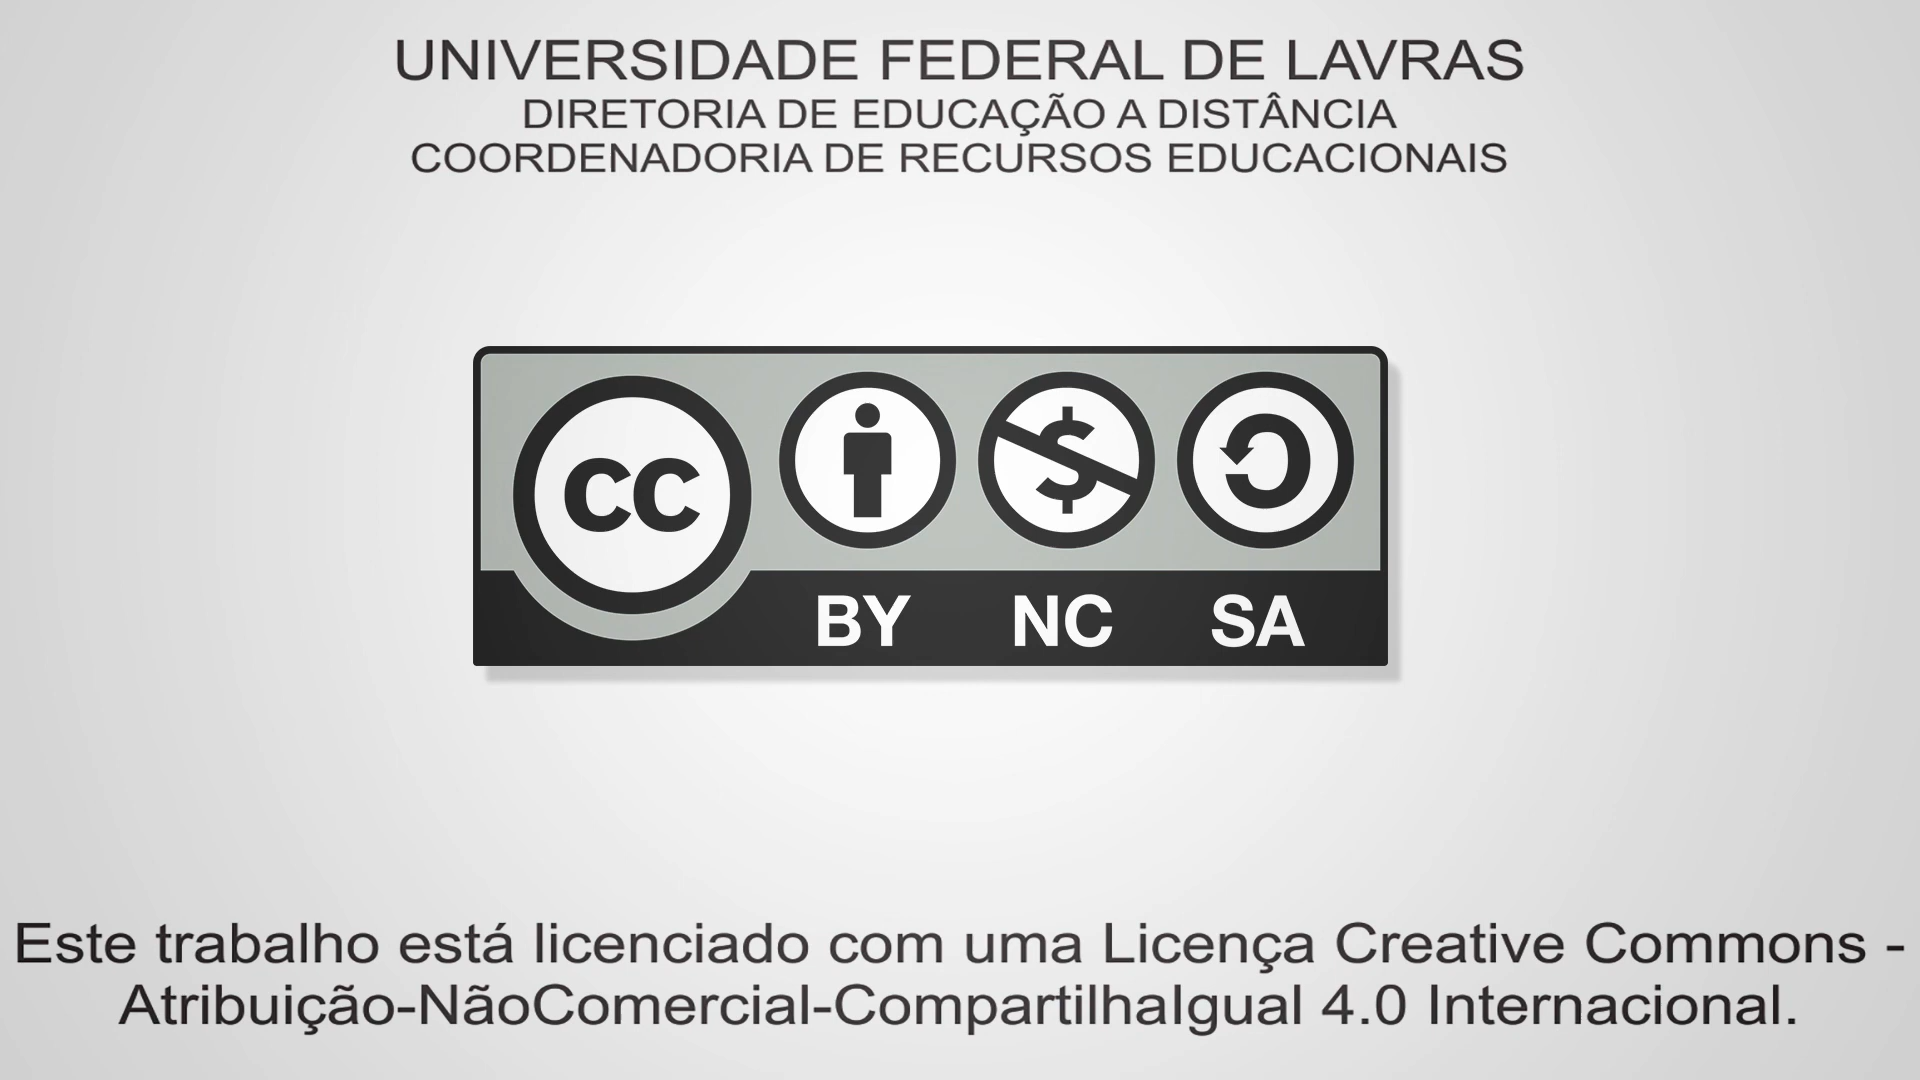 UNIVERSIDADE FEDERAL DE LAVRAS
DIRETORIA DE EDUCAÇÃO A DISTÂNCIA
COORDENADORIA DE RECURSOS EDUCACIONAIS
cc
BY NC SA
Este trabalho está licenciado com uma Licença Creative Commons -
Atribuição-NãoComercial-CompartilhaIgual 4.0 Internacional.